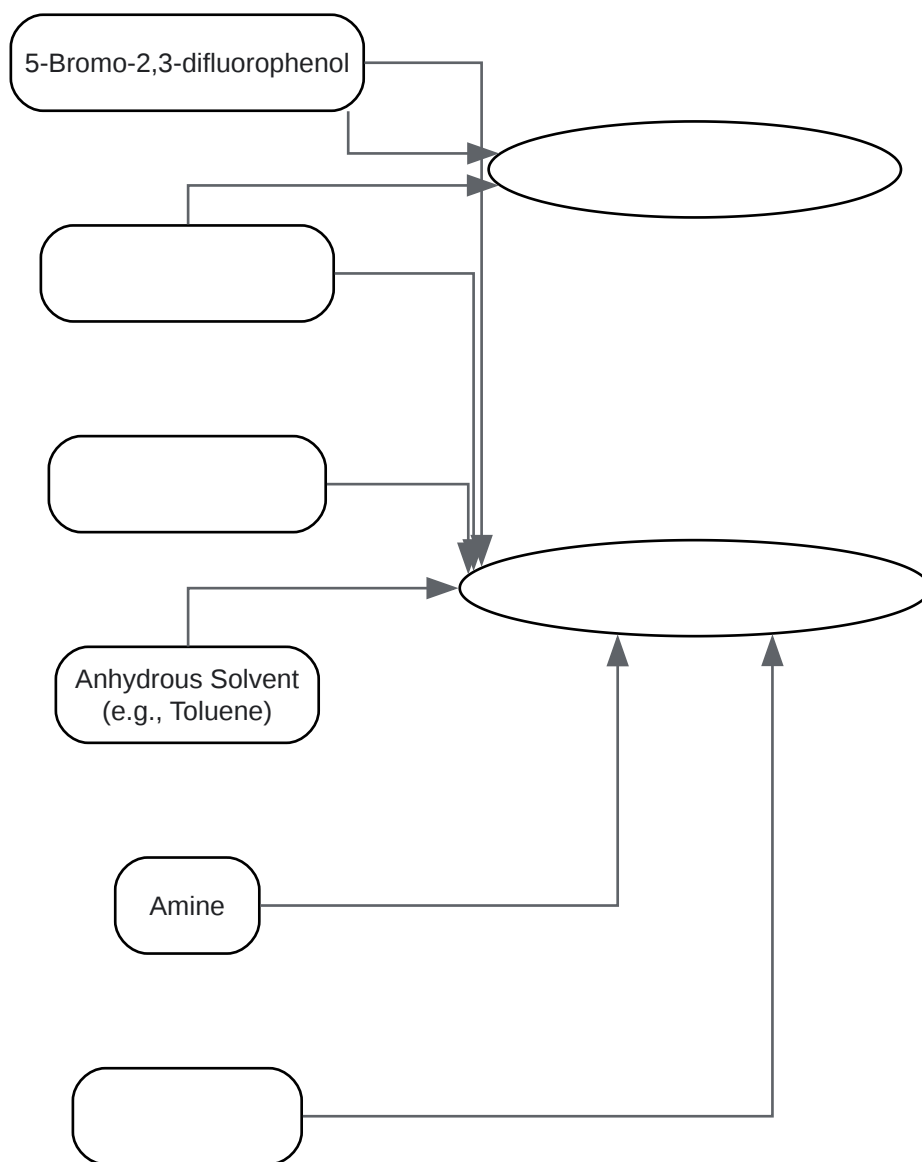 5-Bromo-2,3-difluorophenol
Anhydrous Solvent
(e.g., Toluene)
Amine